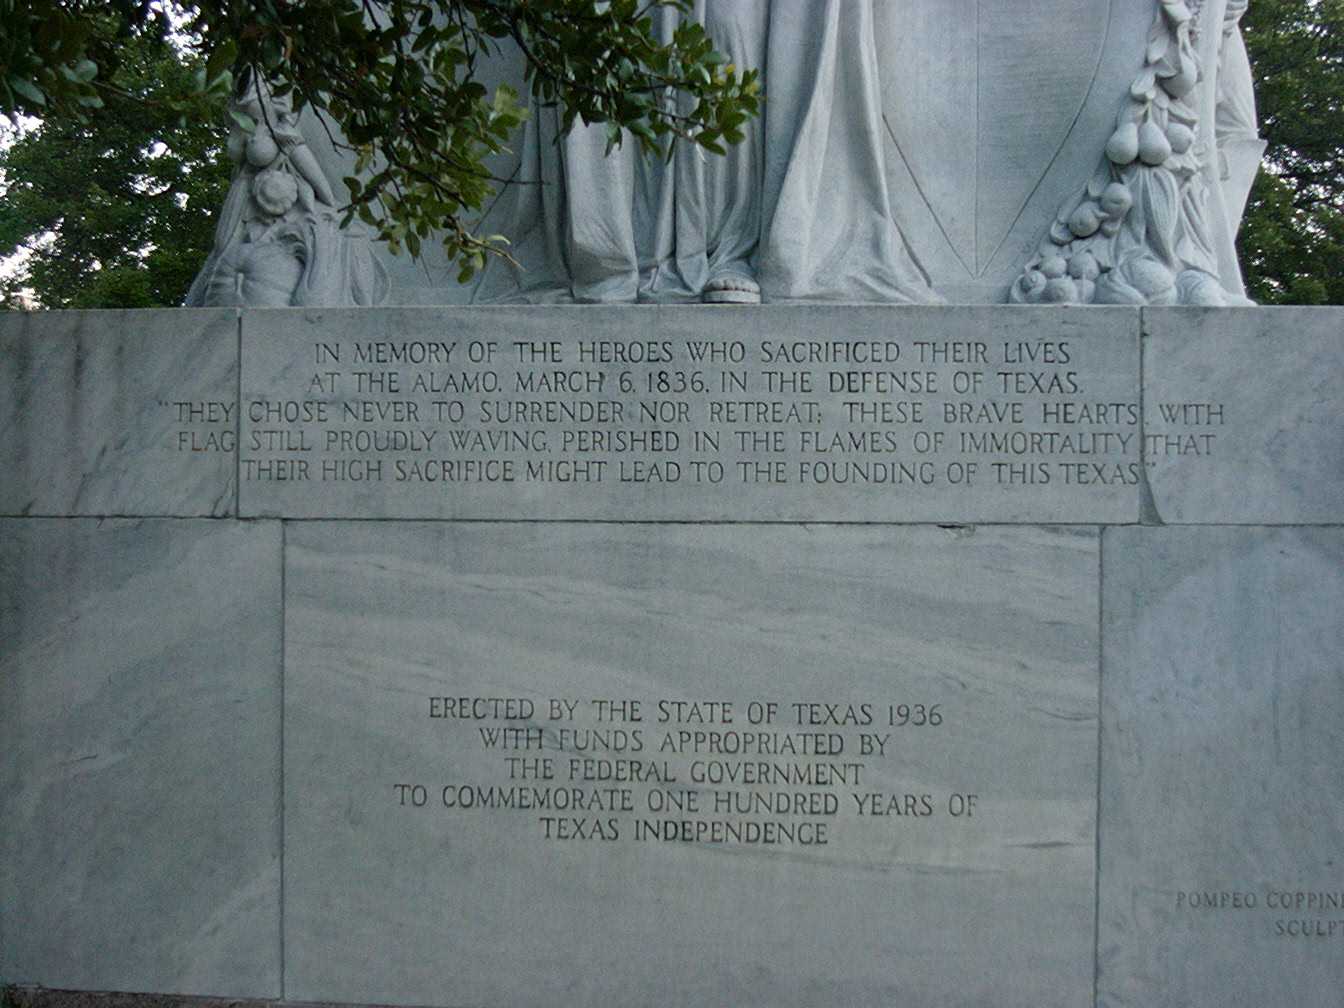 IN MEMORY OF THE HEROES WHO SACRIFICED THEIR LIVES
AT THE ALAMO, MARCH 6, 1836, IN THE DEFENSE OF TEXAS.
"THEY CHOSE NEVER TO SURRENDER NOR RETREAT; THESE BRAVE HEARTS, WITH
FLAG STILL PROUDLY WAVING, PERISHED IN THE FLAMES OF IMMORTALITY THAT
THEIR HIGH SACRIFICE MIGHT LEAD TO THE FOUNDING OF THIS TEXAS"
ERECTED BY THE STATE OF TEXAS 1936
WITH FUNDS APPROPRIATED BY
THE FEDERAL GOVERNMENT
TO COMMEMORATE ONE HUNDRED YEARS OF
TEXAS INDEPENDENCE
POMPEO COPPINI
SCULPT